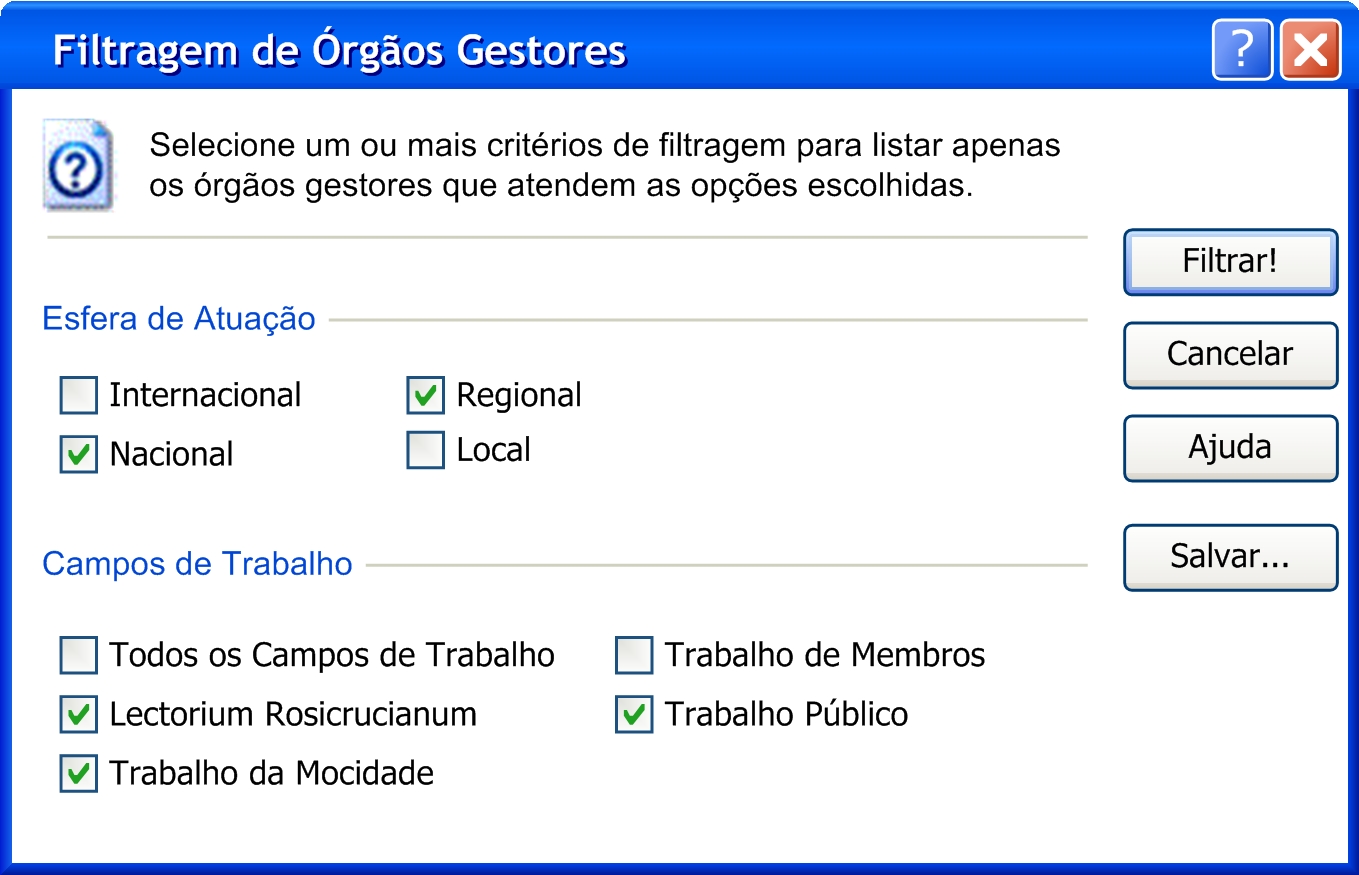 Filtragem de Órgãos Gestores
?
?
Selecione um ou mais critérios de filtragem para listar apenas
os órgãos gestores que atendem as opções escolhidas.
Filtrar!
Cancelar
Ajuda
Salvar...
Esfera de Atuação
Internacional
Regional
Nacional
Local
Campos de Trabalho
Todos os Campos de Trabalho
Trabalho de Membros
Lectorium Rosicrucianum
Trabalho Público
Trabalho da Mocidade